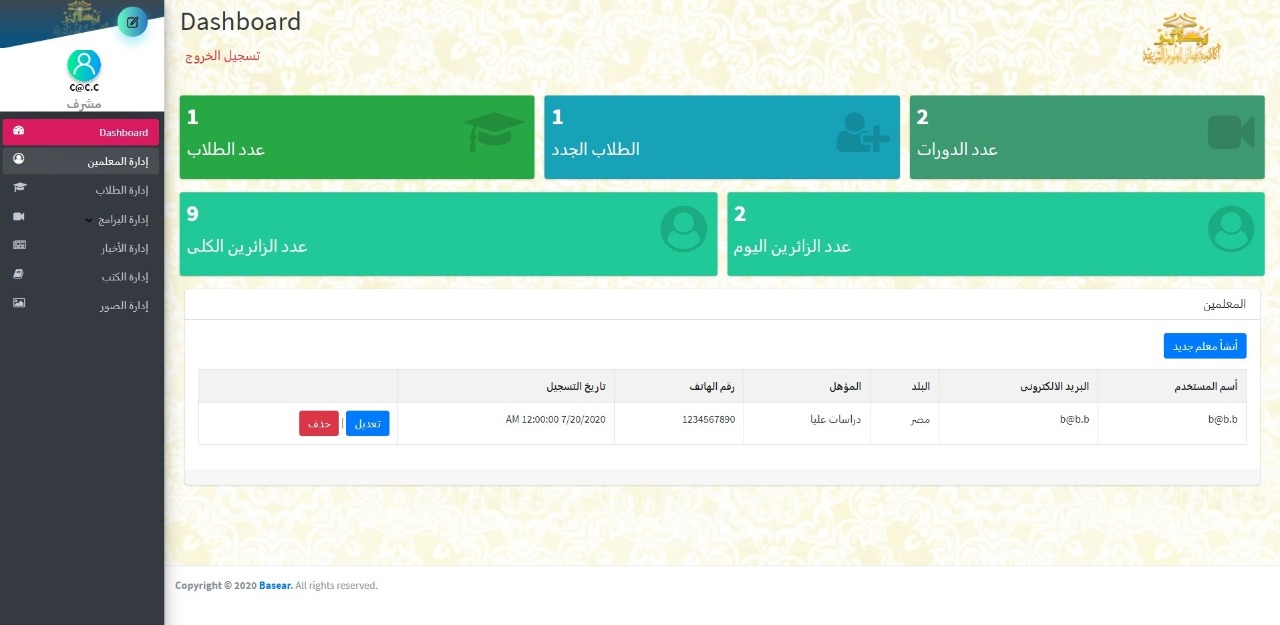 Dashboard
تسجيل الخروج
c@c.c
مشرف
Dashboard
إدارة المعلمين
إدارة الطلاب
إدارة البرامج
إدارة الأخبار
إدارة الكتب
إدارة الصور
1
عدد الطلاب
1
الطلاب الجدد
2
عدد الدورات
9
عدد الزائرين الكلى
2
عدد الزائرين اليوم
المعلمين
أنشأ معلم جديد
أسم المستخدم البريد الالكترونى البلد المؤهل رقم الهاتف تاريخ التسجيل
b@b.b b@b.b مصر دراسات عليا 1234567890 7/20/2020 12:00:00 AM تعديل | حذف
Copyright © 2020 Basear. All rights reserved.